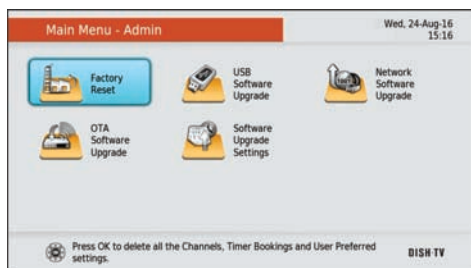 Main Menu - Admin
Wed, 24-Aug-16
15:16
Factory
Reset
USB
Software
Upgrade
Network
Software
Upgrade
OTA
Software
Upgrade
Software
Upgrade
Settings
Press OK to delete all the Channels, Timer Bookings and User Preferred
settings.
DISH TV